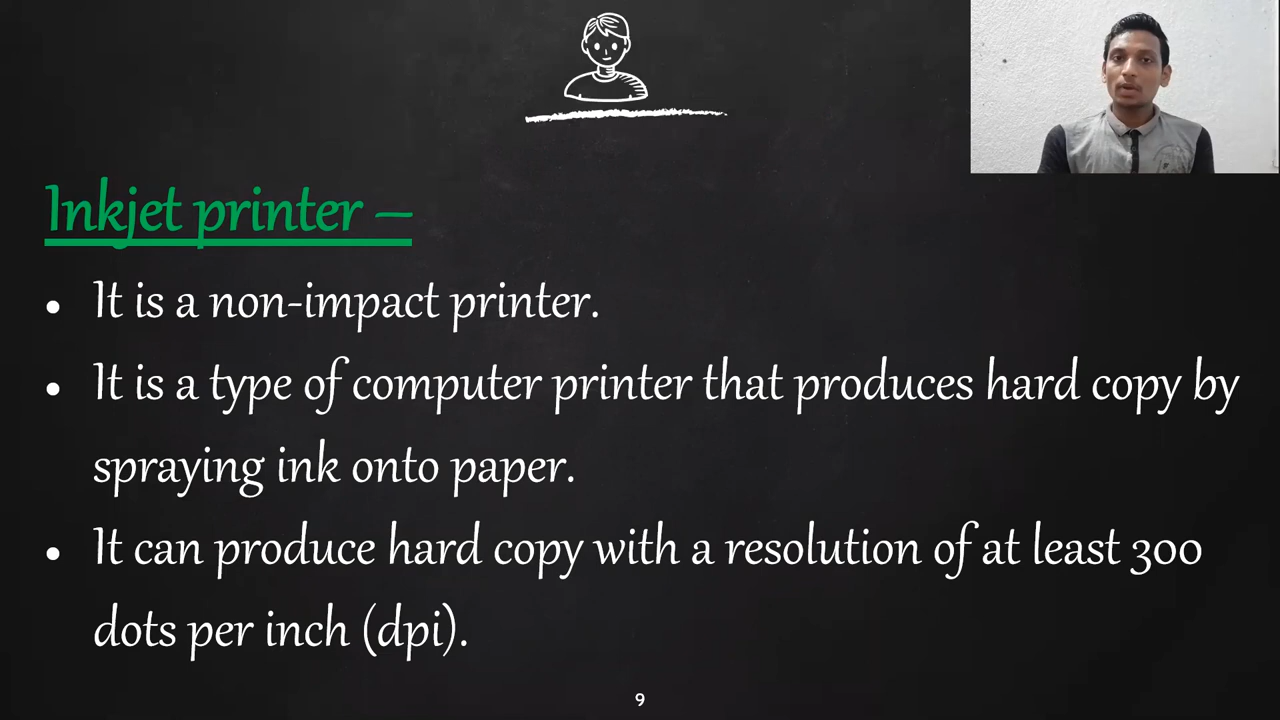 Inkjet printer –
• It is a non-impact printer.
• It is a type of computer printer that produces hard copy by
spraying ink onto paper.
• It can produce hard copy with a resolution of at least 300
dots per inch (dpi).
9